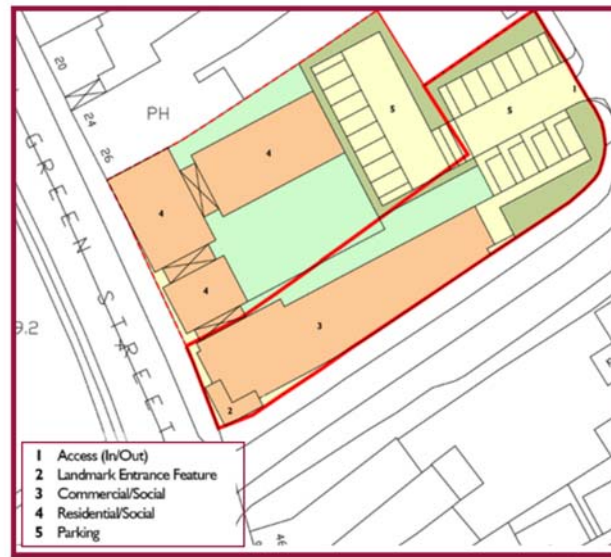 20
24
26
PH
GREEN STREET
9.2
4
4
4
5
5
1
3
2
46
1 Access (In/Out)
2 Landmark Entrance Feature
3 Commercial/Social
4 Residential/Social
5 Parking